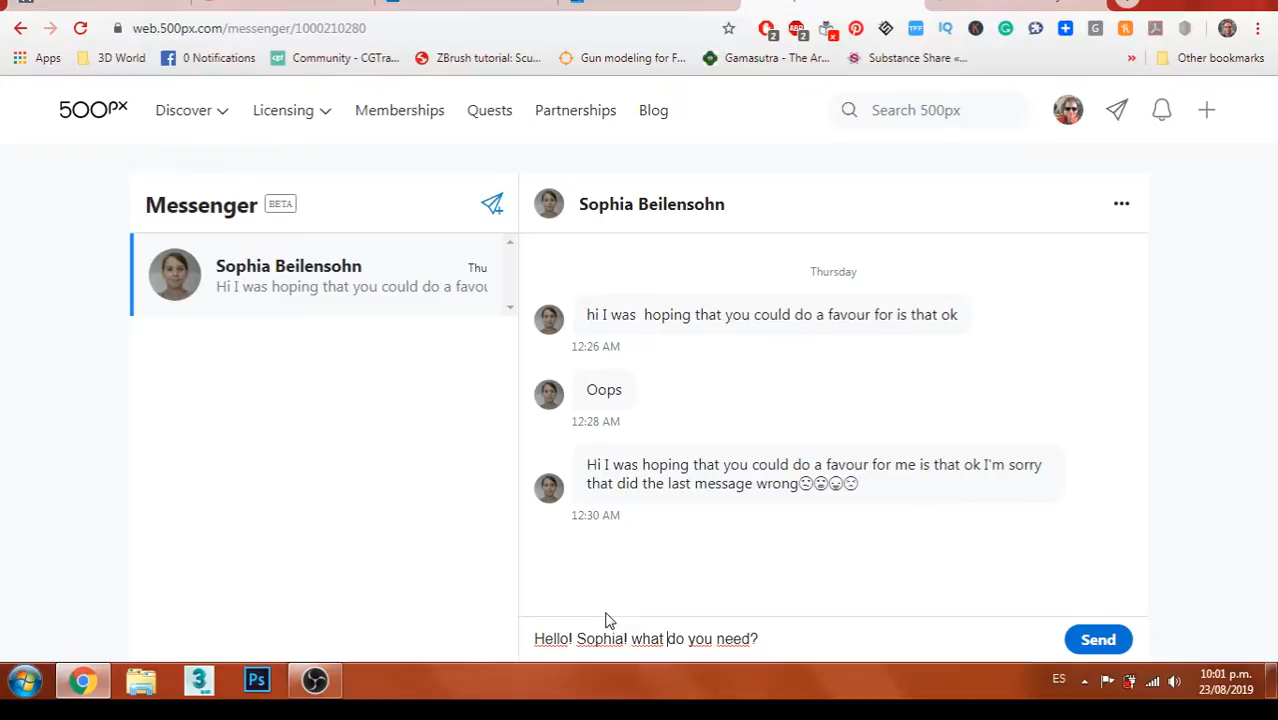 web.500px.com/messenger/1000210280
2
2
Apps
3D World
0 Notifications
Community - CGTra...
ZBrush tutorial: Scu...
Gun modeling for F...
Gamasutra - The Ar...
Substance Share «...
»
Other bookmarks
500px
Discover
Licensing
Memberships
Quests
Partnerships
Blog
Search 500px
Messenger BETA
Sophia Beilensohn
Thu
Hi I was hoping that you could do a favou
Sophia Beilensohn
Thursday
hi I was hoping that you could do a favour for is that ok
12:26 AM
Oops
12:28 AM
Hi I was hoping that you could do a favour for me is that ok I'm sorry
that did the last message wrong
12:30 AM
Hello! Sophia! what do you need?
Send
3
Ps
ES
10:01 p.m.
23/08/2019